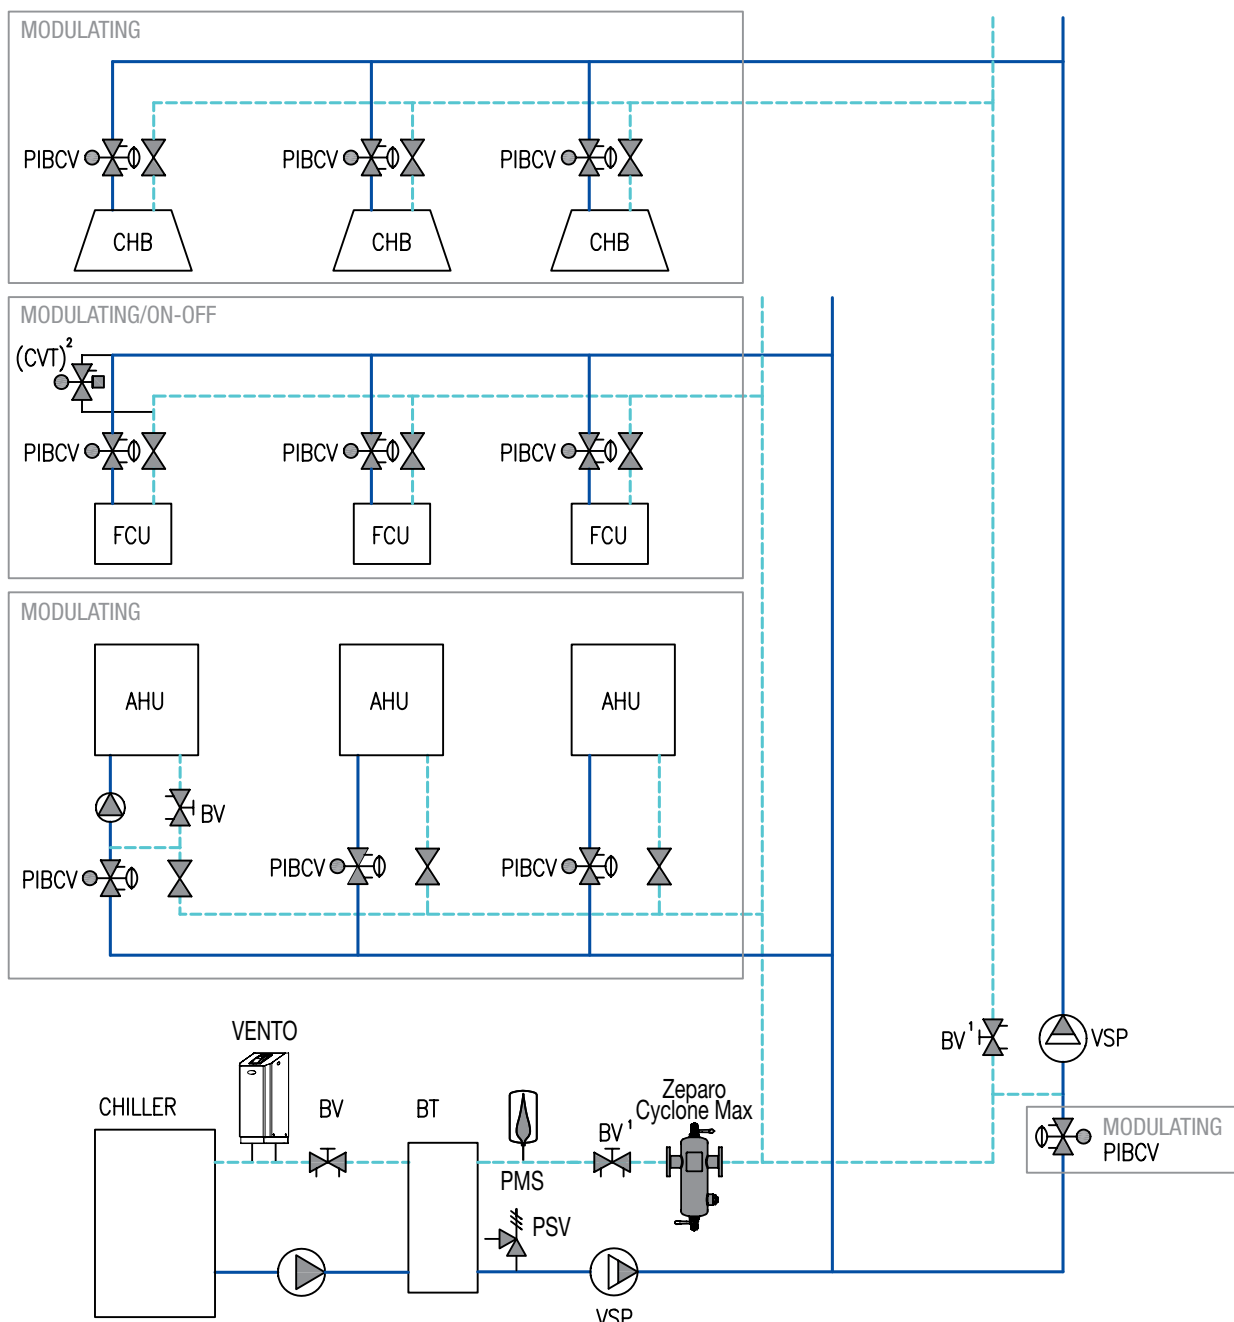 MODULATING
PIBCV
PIBCV
PIBCV
CHB
CHB
CHB
MODULATING/ON-OFF
(CVT)²
PIBCV
PIBCV
PIBCV
FCU
FCU
FCU
MODULATING
AHU
AHU
AHU
BV
PIBCV
PIBCV
PIBCV
VENTO
BV¹
VSP
CHILLER
BV
BT
Zeparo
Cyclone Max
BV¹
MODULATING
PIBCV
PMS
PSV
VSP